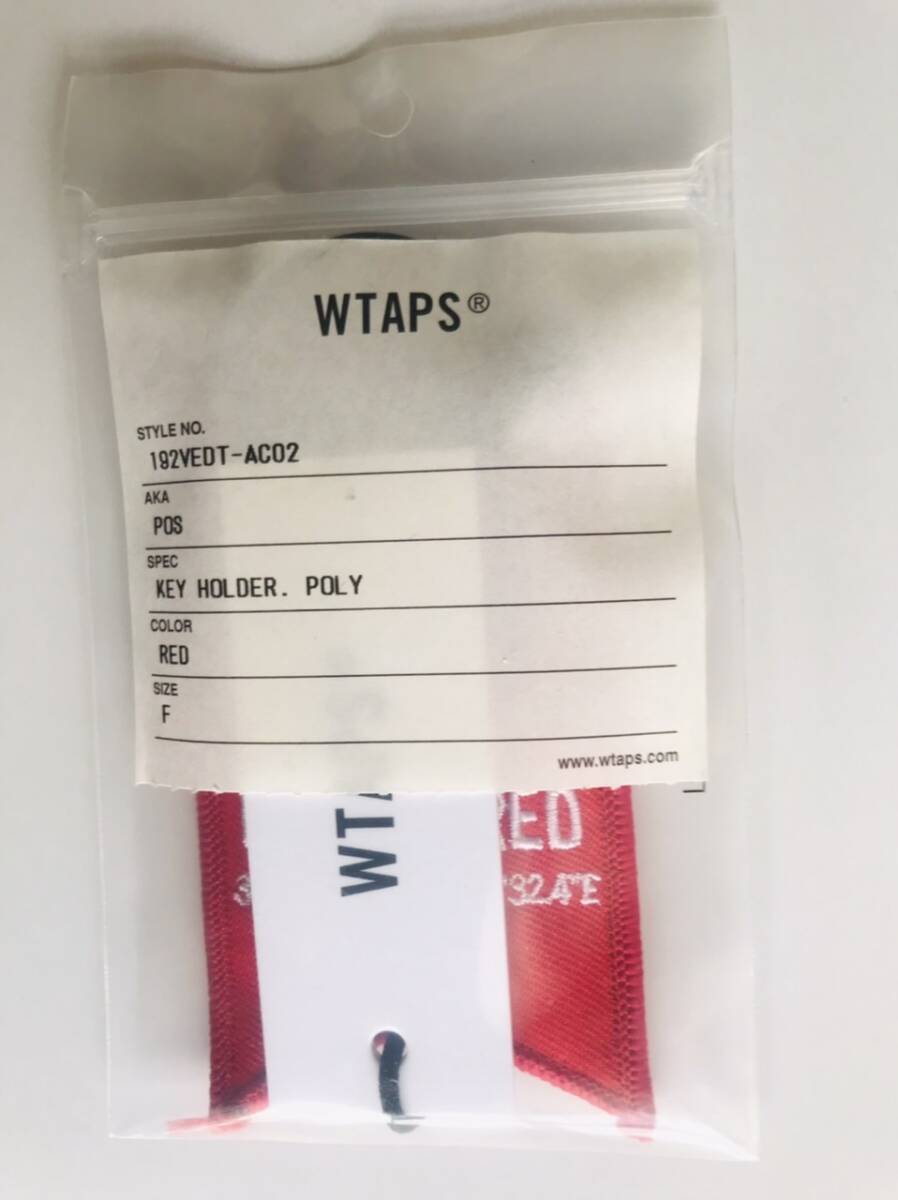 WTAPS®
STYLE NO.
192VEDT-AC02
AKA
POS
SPEC
KEY HOLDER. POLY
COLOR
RED
SIZE
F
www.wtaps.com
WTA
RED
32.4"E